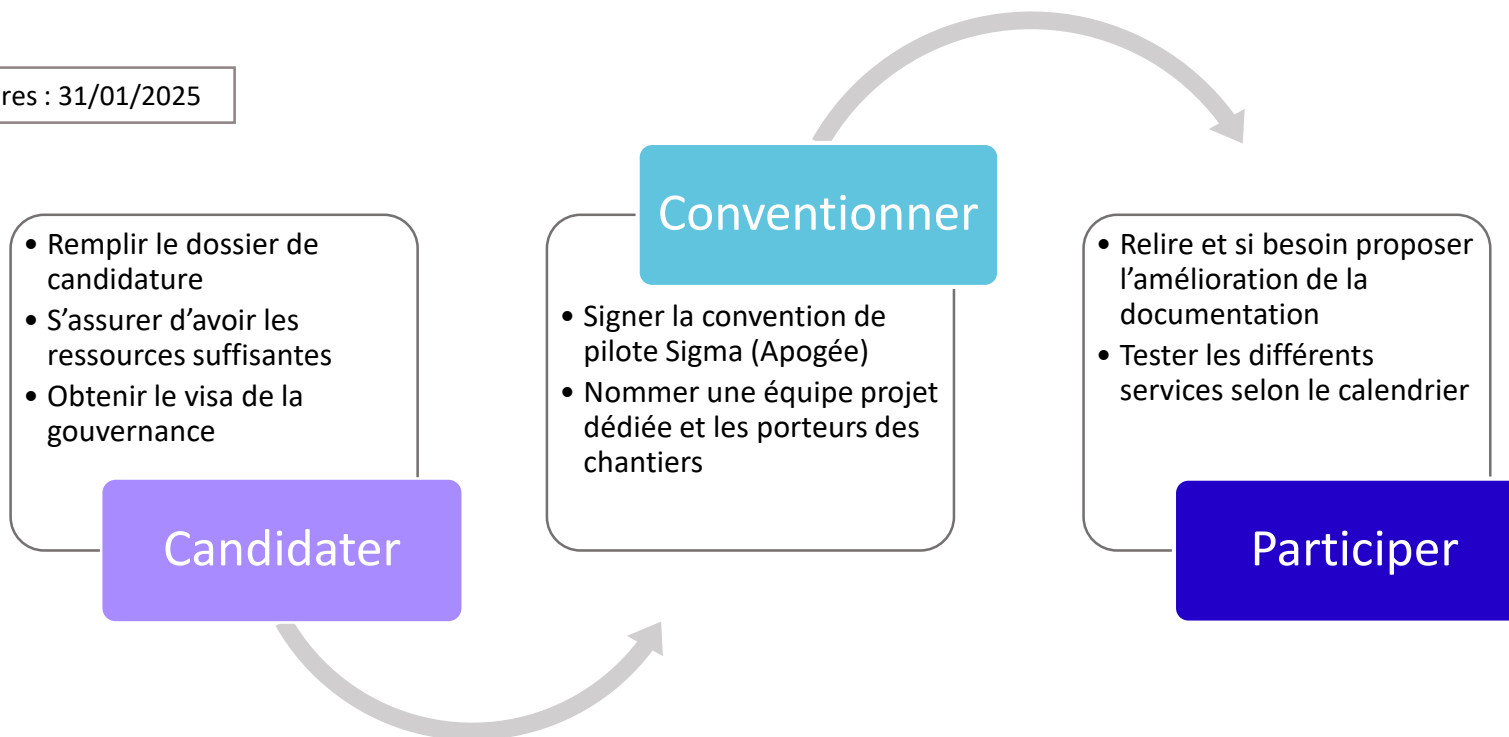 res : 31/01/2025
• Remplir le dossier de
candidature
• S'assurer d'avoir les
ressources suffisantes
• Obtenir le visa de la
gouvernance
Candidater
Conventionner
• Signer la convention de
pilote Sigma (Apogée)
• Nommer une équipe projet
dédiée et les porteurs des
chantiers
• Relire et si besoin proposer
l'amélioration de la
documentation
• Tester les différents
services selon le calendrier
Participer